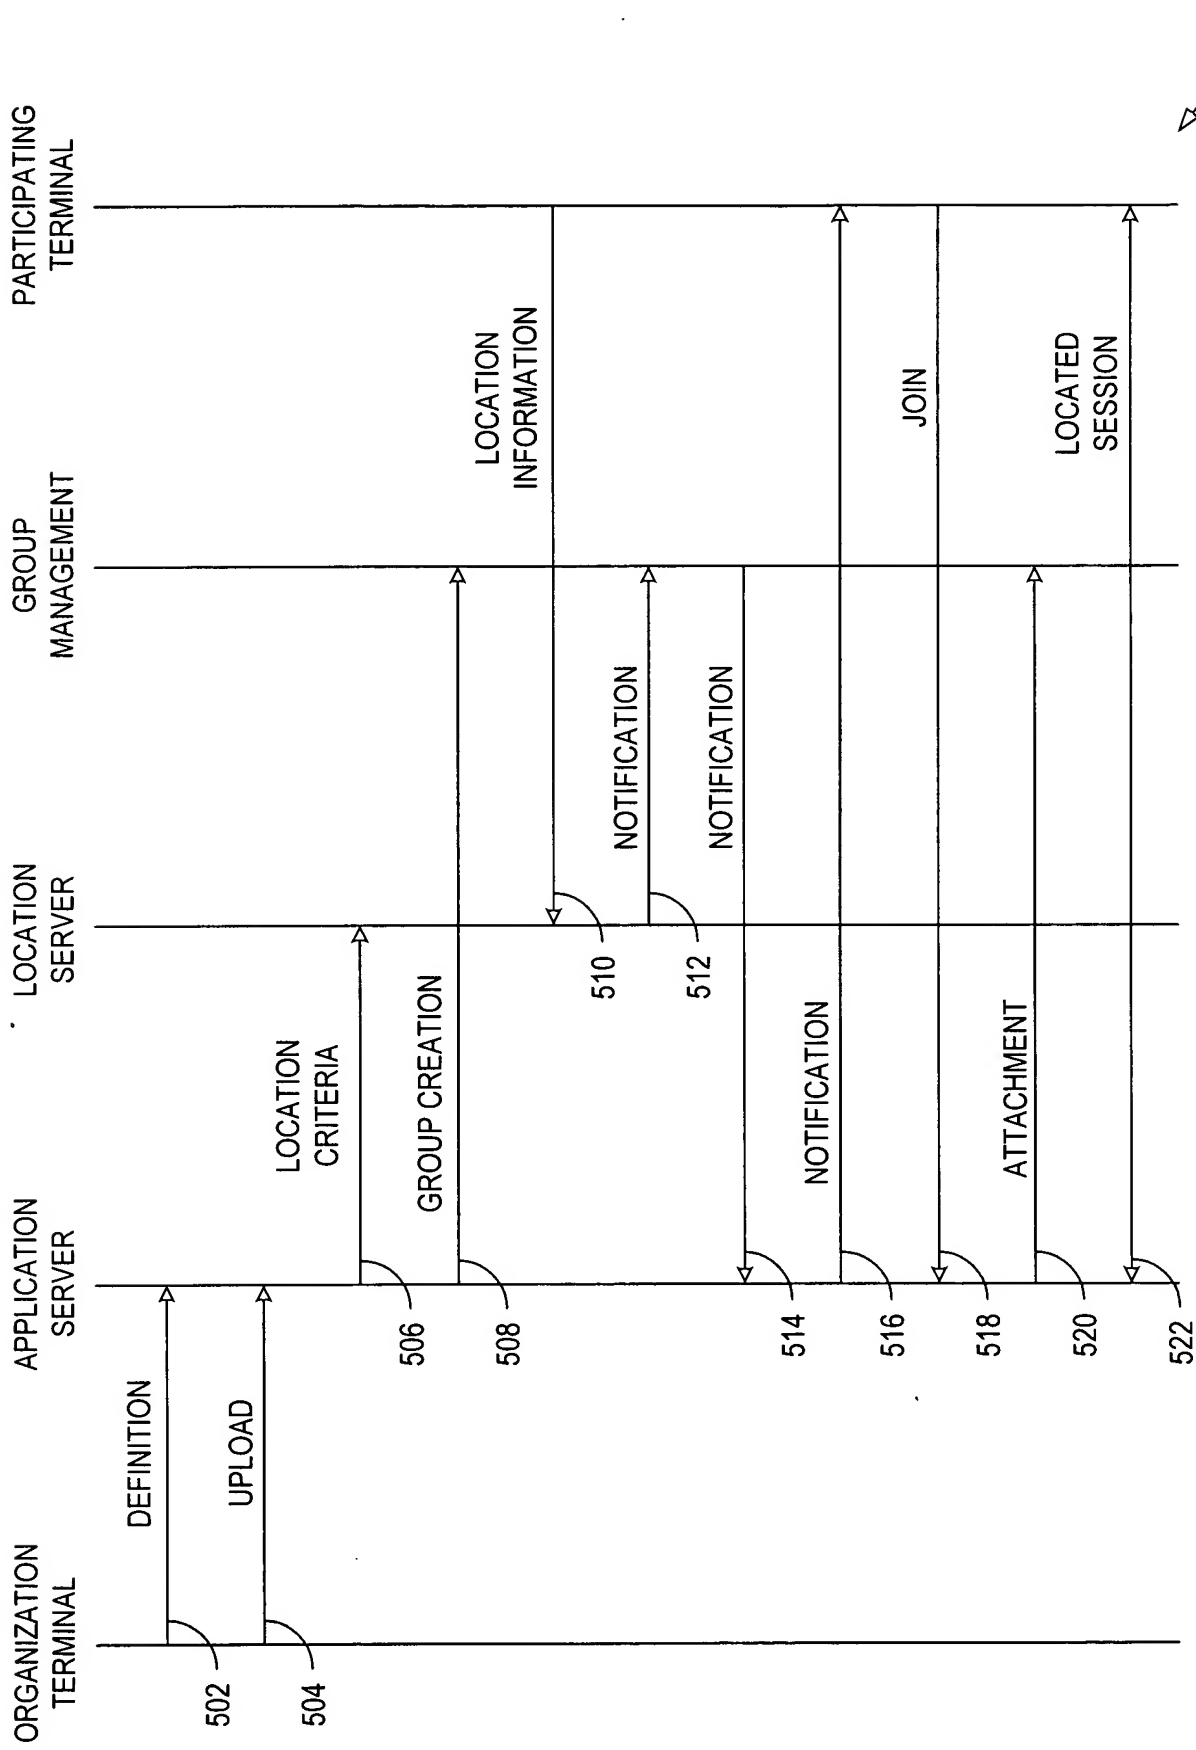 ORGANIZATION
TERMINAL
APPLICATION
SERVER
LOCATION
SERVER
GROUP
MANAGEMENT
PARTICIPATING
TERMINAL
DEFINITION
502
UPLOAD
504
LOCATION
CRITERIA
506
GROUP CREATION
508
LOCATION
INFORMATION
510
NOTIFICATION
512
NOTIFICATION
514
NOTIFICATION
516
JOIN
518
ATTACHMENT
520
LOCATED
SESSION
522